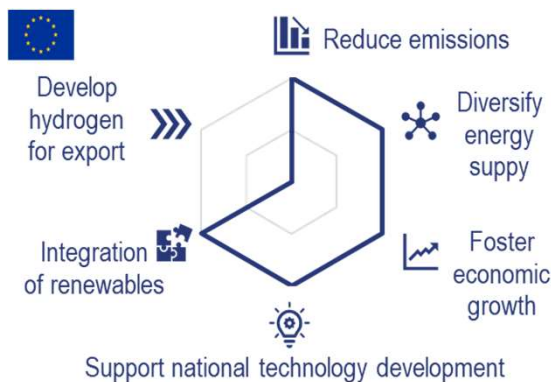 Reduce emissions
Diversify
energy
suppy
Foster
economic
growth
Support national technology development
Integration
of renewables
Develop
hydrogen
for export